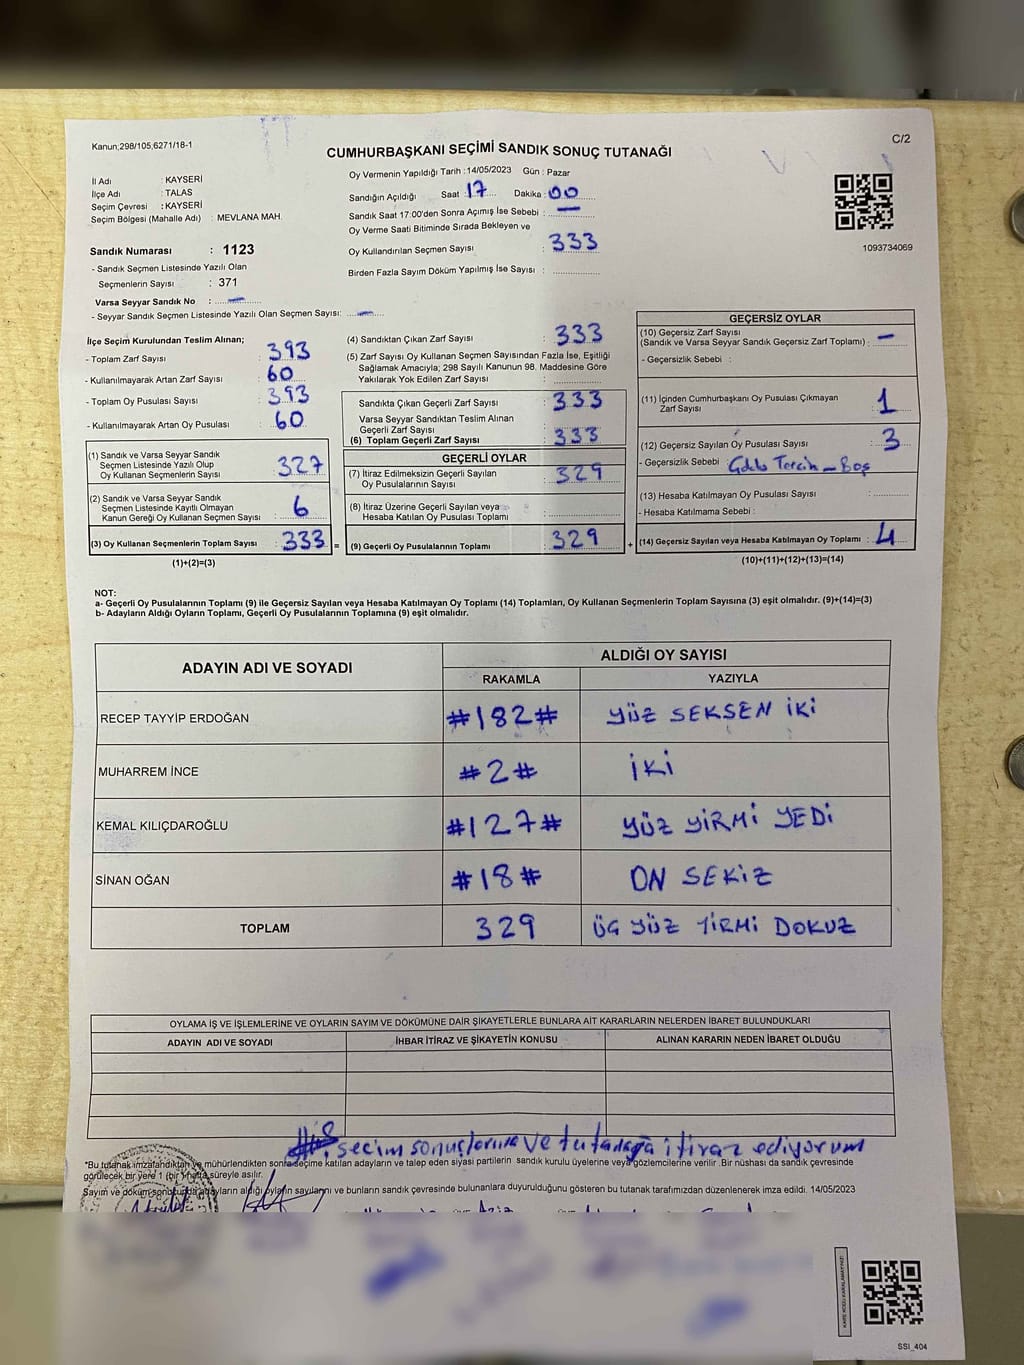 Kanun;298/105,6271/18-1
C/2
CUMHURBAŞKANI SEÇİMİ SANDIK SONUÇ TUTANAĞI
İl Adı : KAYSERİ
İlçe Adı : TALAS
Seçim Çevresi : KAYSERİ
Seçim Bölgesi (Mahalle Adı) : MEVLANA MAH.
Sandık Numarası : 1123
- Sandık Seçmen Listesinde Yazılı Olan
Seçmenlerin Sayısı : 371
Varsa Seyyar Sandık No : —
- Seyyar Sandık Seçmen Listesinde Yazılı Olan Seçmen Sayısı: —
Oy Vermenin Yapıldığı Tarih :14/05/2023 Gün : Pazar
Sandığın Açıldığı Saat : 17 Dakika : 00
Sandık Saat 17.00'den Sonra Açımış İse Sebebi : —
Oy Verme Saati Bitiminde Sırada Bekleyen ve
Oy Kullandırılan Seçmen Sayısı : 333
Birden Fazla Sayım Döküm Yapılmış İse Sayısı :
1093734069
İlçe Seçim Kurulundan Teslim Alınan;
- Toplam Zarf Sayısı : 393
- Kullanılmayarak Artan Zarf Sayısı : 60
- Toplam Oy Pusulası Sayısı : 393
- Kullanılmayarak Artan Oy Pusulası : 60
(1) Sandık ve Varsa Seyyar Sandık
Seçmen Listesinde Yazılı Olup
Oy Kullanan Seçmenlerin Sayısı : 327
(2) Sandık ve Varsa Seyyar Sandık
Seçmen Listesinde Kayıtlı Olmayan
Kanun Gereği Oy Kullanan Seçmen Sayısı : 6
(3) Oy Kullanan Seçmenlerin Toplam Sayısı : 333 =
(1)+(2)=(3)
(4) Sandıktan Çıkan Zarf Sayısı : 333
(5) Zarf Sayısı Oy Kullanan Seçmen Sayısından Fazla İse, Eşitliği
Sağlamak Amacıyla; 298 Sayılı Kanunun 98. Maddesine Göre
Yakılarak Yok Edilen Zarf Sayısı :
Sandıkta Çıkan Geçerli Zarf Sayısı : 333
Varsa Seyyar Sandıktan Teslim Alınan
Geçerli Zarf Sayısı
(6) Toplam Geçerli Zarf Sayısı : 333
GEÇERLİ OYLAR
(7) İtiraz Edilmeksizin Geçerli Sayılan
Oy Pusulalarının Sayısı : 329
(8) İtiraz Üzerine Geçerli Sayılan veya
Hesaba Katılan Oy Pusulası Toplamı :
(9) Geçerli Oy Pusulalarının Toplamı : 329 +
GEÇERSİZ OYLAR
(10) Geçersiz Zarf Sayısı
(Sandık ve Varsa Seyyar Sandık Geçersiz Zarf Toplamı) : —
- Geçersizlik Sebebi :
(11) İçinden Cumhurbaşkanı Oy Pusulası Çıkmayan
Zarf Sayısı : 1
(12) Geçersiz Sayılan Oy Pusulası Sayısı : 3
- Geçersizlik Sebebi : Tercih - Boş
(13) Hesaba Katılmayan Oy Pusulası Sayısı :
- Hesaba Katılmama Sebebi :
(14) Geçersiz Sayılan veya Hesaba Katılmayan Oy Toplamı : 4
(10)+(11)+(12)+(13)=(14)
NOT:
a- Geçerli Oy Pusulalarının Toplamı (9) ile Geçersiz Sayılan veya Hesaba Katılmayan Oy Toplamı (14) Toplamları, Oy Kullanan Seçmenlerin Toplam Sayısına (3) eşit olmalıdır. (9)+(14)=(3)
b- Adayların Aldığı Oyların Toplamı, Geçerli Oy Pusulalarının Toplamına (9) eşit olmalıdır.
ADAYIN ADI VE SOYADI ALDIĞI OY SAYISI
RAKAMLA YAZIYLA
RECEP TAYYİP ERDOĞAN #182# YÜZ SEKSEN İKİ
MUHARREM İNCE #2# İKİ
KEMAL KILIÇDAROĞLU #127# YÜZ YİRMİ YEDİ
SİNAN OĞAN #18# ON SEKİZ
TOPLAM 329 ÜÇ YÜZ YİRMİ DOKUZ
OYLAMA İŞ VE İŞLEMLERİNE VE OYLARIN SAYIM VE DÖKÜMÜNE DAİR ŞİKAYETLERLE BUNLARA AİT KARARLARIN NELERDEN İBARET BULUNDUKLARI
ADAYIN ADI VE SOYADI İHBAR İTİRAZ VE ŞİKAYETİN KONUSU ALINAN KARARIN NEDEN İBARET OLDUĞU
seçim sonuçlarına ve tutanağa itiraz ediyorum
*Bu tutanak imzalandıktan ve mühürlendikten sonra seçime katılan adayların ve talep eden siyasi partilerin sandık kurulu üyelerine veya gözlemcilerine verilir .Bir nüshası da sandık çevresinde
görülecek bir yere 1 (bir) hafta süreyle asılır.
Sayım ve döküm sonucunda adayların aldığı oyların sayılarını ve bunların sandık çevresinde bulunanlara duyurulduğunu gösteren bu tutanak tarafımızdan düzenlenerek imza edildi. 14/05/2023
SSI_404